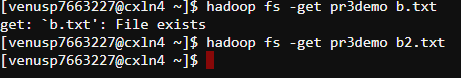 [venusp7663227@cxln4 ~]$ hadoop fs -get pr3demo b.txt
get: `b.txt': File exists
[venusp7663227@cxln4 ~]$ hadoop fs -get pr3demo b2.txt
[venusp7663227@cxln4 ~]$